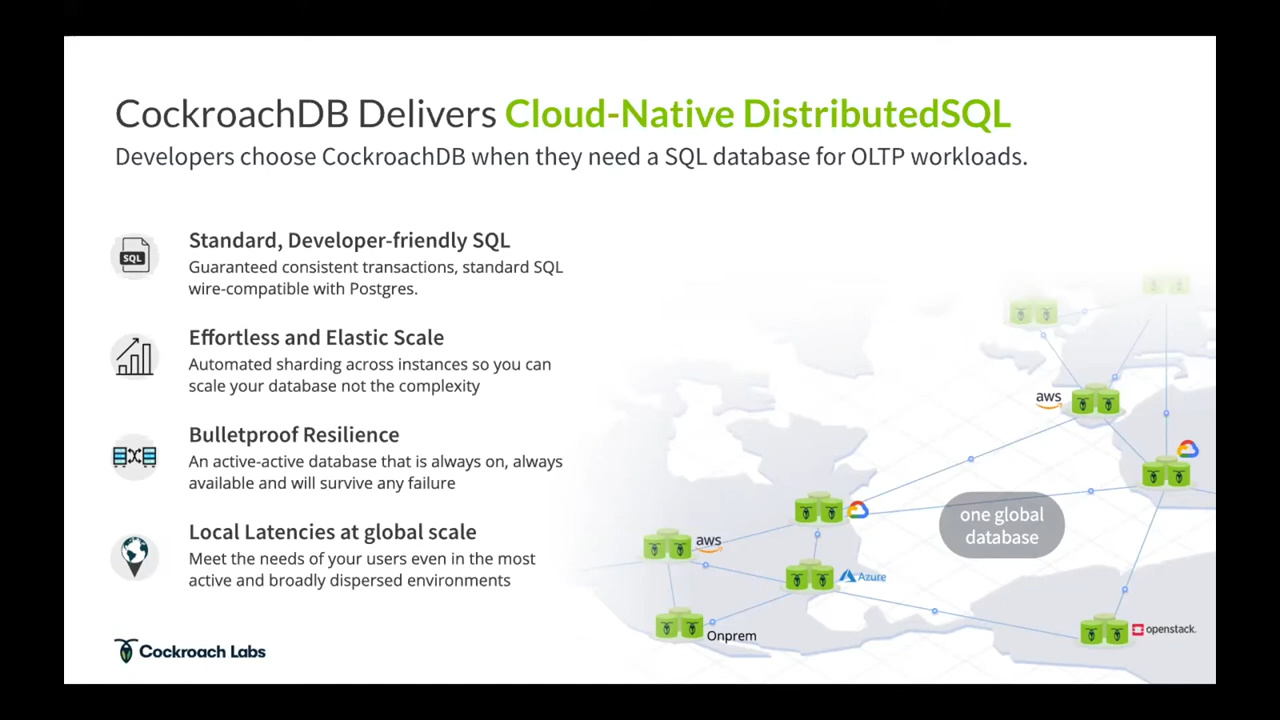 CockroachDB Delivers Cloud-Native DistributedSQL
Developers choose CockroachDB when they need a SQL database for OLTP workloads.
SQL
Standard, Developer-friendly SQL
Guaranteed consistent transactions, standard SQL
wire-compatible with Postgres.
Effortless and Elastic Scale
Automated sharding across instances so you can
scale your database not the complexity
Bulletproof Resilience
An active-active database that is always on, always
available and will survive any failure
Local Latencies at global scale
Meet the needs of your users even in the most
active and broadly dispersed environments
Cockroach Labs
aws
one global
database
aws
Azure
Onprem
openstack.